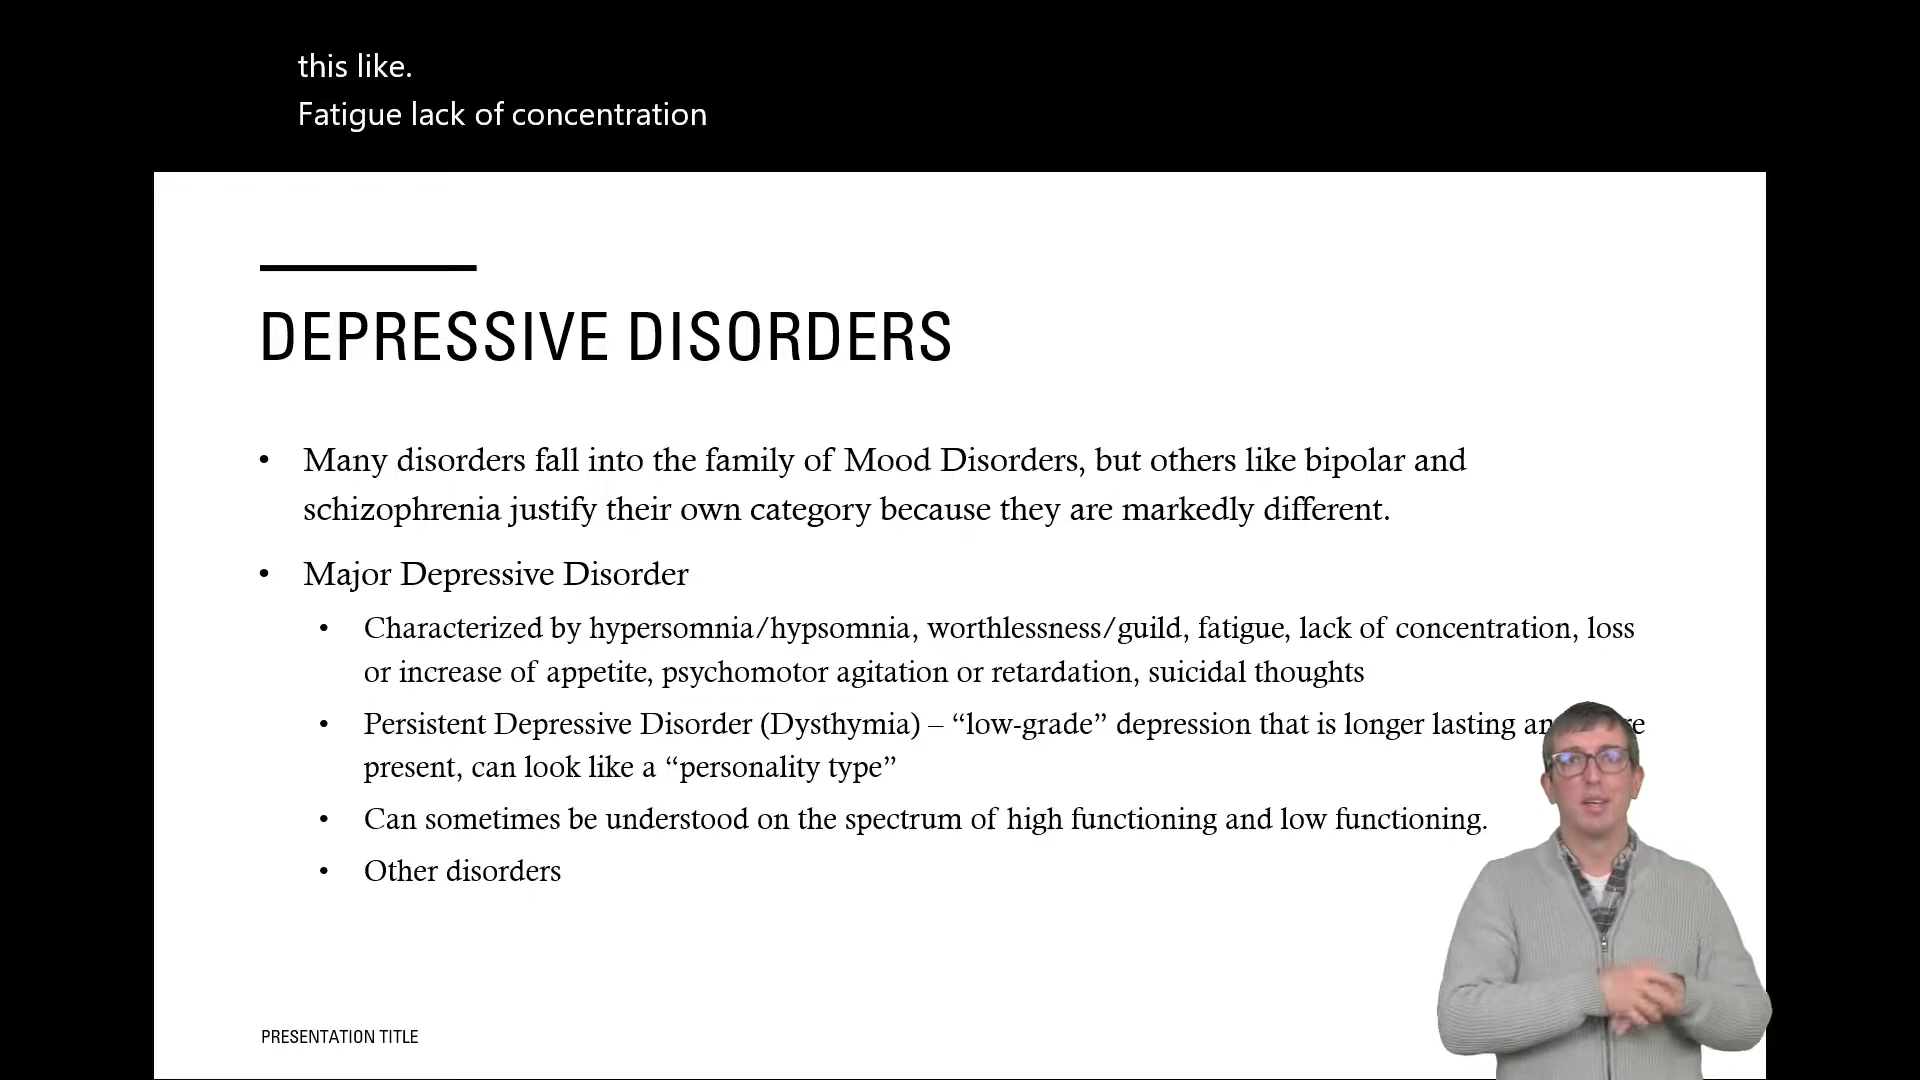 this like.
Fatigue lack of concentration
DEPRESSIVE DISORDERS
• Many disorders fall into the family of Mood Disorders, but others like bipolar and
schizophrenia justify their own category because they are markedly different.
• Major Depressive Disorder
• Characterized by hypersomnia/hypsomnia, worthlessness/guild, fatigue, lack of concentration, loss
or increase of appetite, psychomotor agitation or retardation, suicidal thoughts
• Persistent Depressive Disorder (Dysthymia) – “low-grade” depression that is longer lasting
present, can look like a “personality type”
• Can sometimes be understood on the spectrum of high functioning and low functioning.
• Other disorders
PRESENTATION TITLE